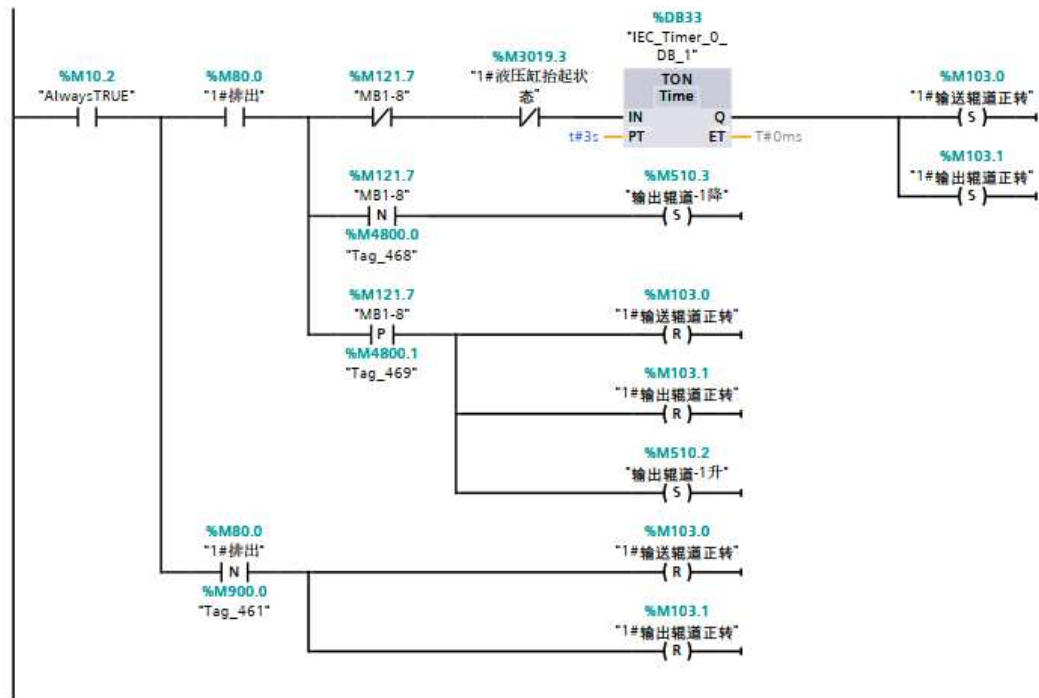 %DB33
"IEC_Timer_0_
DB_1"
%M10.2
"AlwaysTRUE"
%M80.0
"1#排出"
%M121.7
"MB1-8"
%M3019.3
"1#液压缸抬起状
态"
TON
Time
IN
Q
t#3s
PT
ET
T#0ms
%M103.0
"1#输送辊道正转"
S
%M103.1
"1#输出辊道正转"
S
%M121.7
"MB1-8"
N
%M4800.0
"Tag_468"
%M510.3
"输出辊道-1降"
S
%M121.7
"MB1-8"
P
%M4800.1
"Tag_469"
%M103.0
"1#输送辊道正转"
R
%M103.1
"1#输出辊道正转"
R
%M510.2
"输出辊道-1升"
S
%M80.0
"1#排出"
N
%M900.0
"Tag_461"
%M103.0
"1#输送辊道正转"
R
%M103.1
"1#输出辊道正转"
R